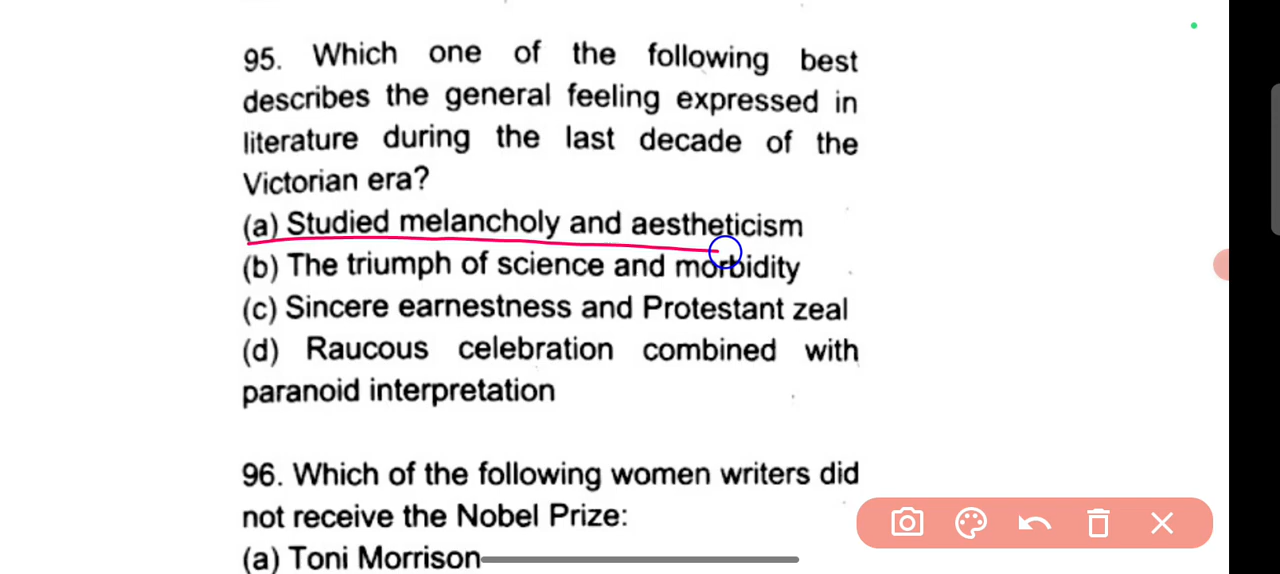 95. Which one of the following best
describes the general feeling expressed in
literature during the last decade of the
Victorian era?
(a) Studied melancholy and aestheticism
(b) The triumph of science and morbidity
(c) Sincere earnestness and Protestant zeal
(d) Raucous celebration combined with
paranoid interpretation
96. Which of the following women writers did
not receive the Nobel Prize:
(a) Toni Morrison